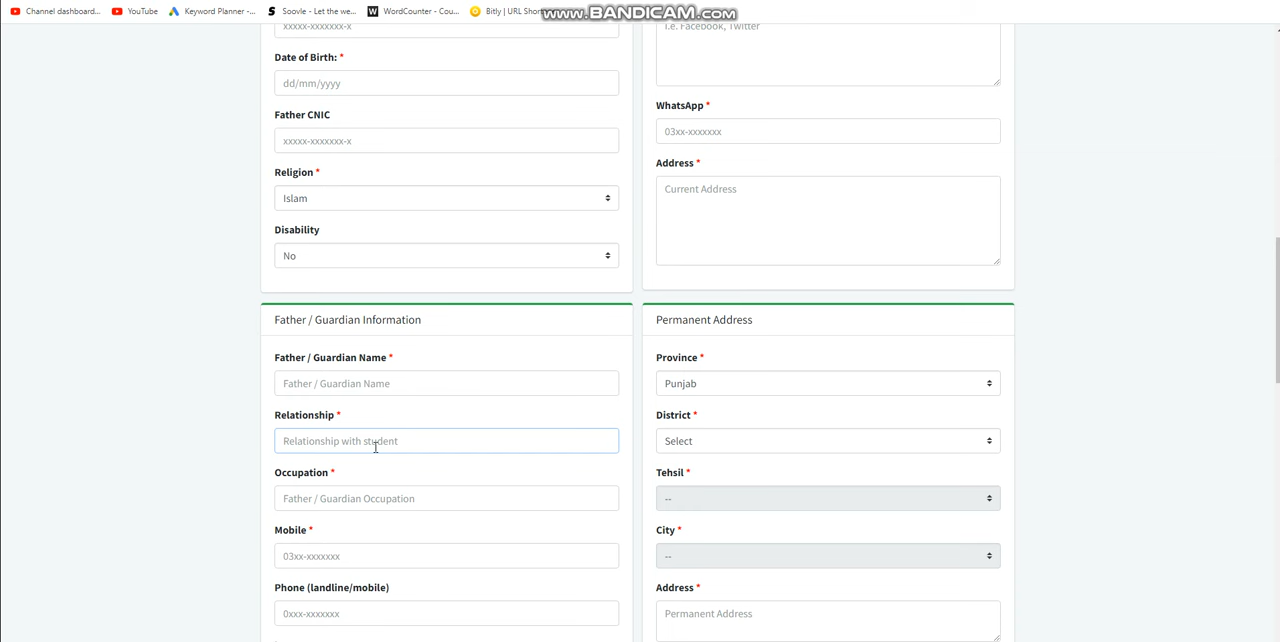 Channel dashboard...
YouTube
Keyword Planner -...
Soovle - Let the we...
WordCounter - Cou...
Bitly | URL Shor
www.BANDICAM.com
xxxxx-xxxxxxx-x
i.e. Facebook, Twitter
Date of Birth: *
dd/mm/yyyy
Father CNIC
xxxxx-xxxxxxx-x
Religion *
Islam
Disability
No
WhatsApp *
03xx-xxxxxxx
Address *
Current Address
Father / Guardian Information
Father / Guardian Name *
Father / Guardian Name
Relationship *
Relationship with student
Occupation *
Father / Guardian Occupation
Mobile *
03xx-xxxxxxx
Phone (landline/mobile)
0xxx-xxxxxxx
Permanent Address
Province *
Punjab
District *
Select
Tehsil *
--
City *
--
Address *
Permanent Address